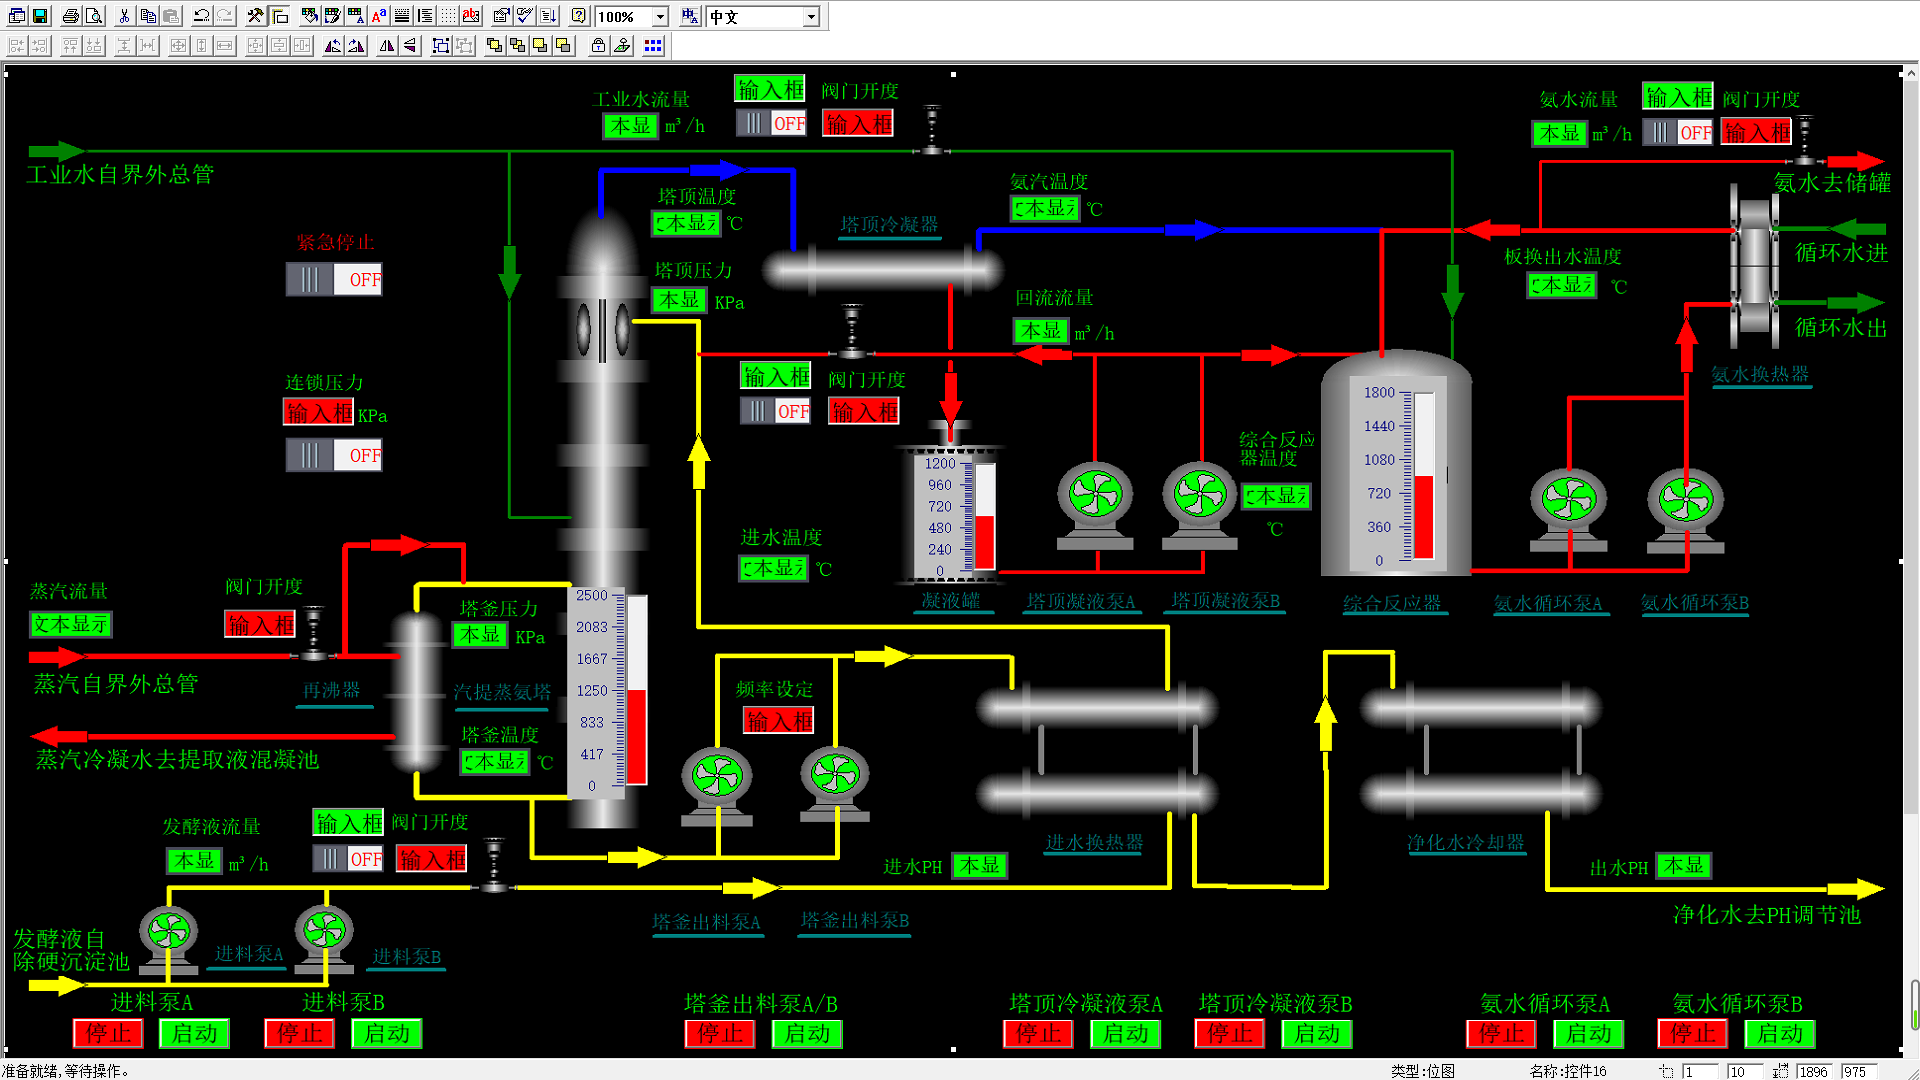 100%
中文
工业水流量
输入框
阀门开度
本显 m³/h
OFF
输入框
氨水流量
输入框
阀门开度
本显 m³/h
OFF
输入框
工业水自界外总管
氨水去储罐
塔顶温度
℃
氨汽温度
℃
塔顶冷凝器
紧急停止
OFF
塔顶压力
本显 KPa
循环水进
板换出水温度
℃
回流流量
本显 m³/h
循环水出
连锁压力
输入框 KPa
OFF
输入框
阀门开度
OFF
输入框
氨水换热器
综合反应
器温度
℃
1800
1440
1080
720
360
0
1200
960
720
480
240
0
进水温度
℃
凝液罐
塔顶凝液泵A
塔顶凝液泵B
综合反应器
氨水循环泵A
氨水循环泵B
蒸汽流量
文本显示
阀门开度
输入框
塔釜压力
本显 KPa
2500
2083
1667
1250
833
417
0
蒸汽自界外总管
再沸器
汽提蒸氨塔
频率设定
输入框
塔釜温度
℃
蒸汽冷凝水去提取液混凝池
发酵液流量
本显 m³/h
输入框
阀门开度
OFF
输入框
进水换热器
净化水冷却器
进水PH 本显
出水PH 本显
塔釜出料泵A
塔釜出料泵B
净化水去PH调节池
发酵液自
除硬沉淀池
进料泵A
进料泵B
进料泵A
进料泵B
塔釜出料泵A/B
塔顶冷凝液泵A
塔顶冷凝液泵B
氨水循环泵A
氨水循环泵B
停止 启动
停止 启动
停止 启动
停止 启动
停止 启动
停止 启动
停止 启动
准备就绪,等待操作。
类型:位图
名称:控件16
1
10
1896
975